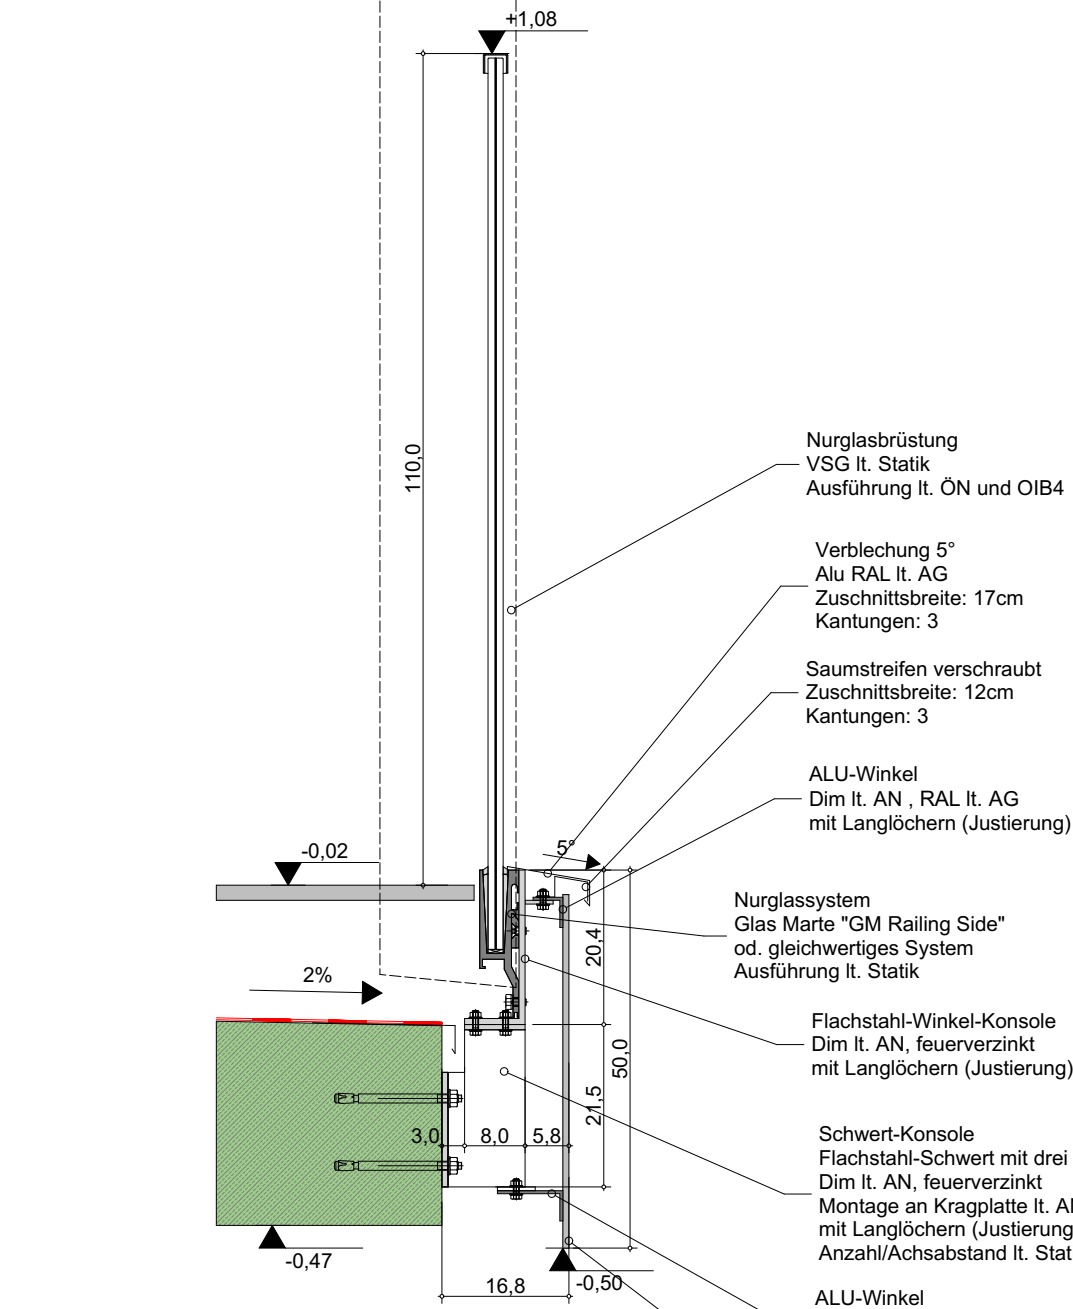 +1,08
110,0
Nurglasbrüstung
VSG lt. Statik
Ausführung lt. ÖN und OIB4
Verblechung 5°
Alu RAL lt. AG
Zuschnittsbreite: 17cm
Kantungen: 3
Saumstreifen verschraubt
Zuschnittsbreite: 12cm
Kantungen: 3
ALU-Winkel
Dim lt. AN , RAL lt. AG
mit Langlöchern (Justierung)
-0,02
5°
Nurglassystem
Glas Marte "GM Railing Side"
od. gleichwertiges System
Ausführung lt. Statik
20,4
2%
Flachstahl-Winkel-Konsole
Dim lt. AN, feuerverzinkt
mit Langlöchern (Justierung)
50,0
21,5
3,0
8,0
5,8
Schwert-Konsole
Flachstahl-Schwert mit drei
Dim lt. AN, feuerverzinkt
Montage an Kragplatte lt.
mit Langlöchern (Justierung
Anzahl/Achsabstand lt. Stat
-0,47
16,8
-0,50
ALU-Winkel